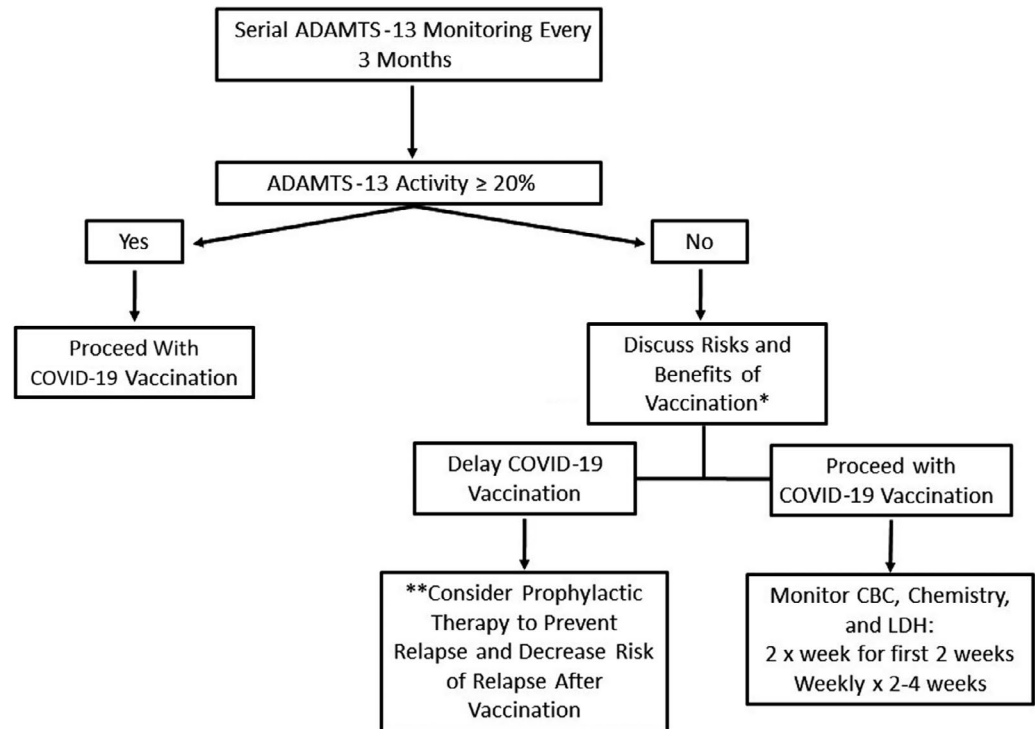 Serial ADAMTS-13 Monitoring Every
3 Months
ADAMTS-13 Activity ≥ 20%
Yes
No
Proceed With
COVID-19 Vaccination
Discuss Risks and
Benefits of
Vaccination*
Delay COVID-19
Vaccination
Proceed with
COVID-19 Vaccination
**Consider Prophylactic
Therapy to Prevent
Relapse and Decrease Risk
of Relapse After
Vaccination
Monitor CBC, Chemistry,
and LDH:
2 x week for first 2 weeks
Weekly x 2-4 weeks